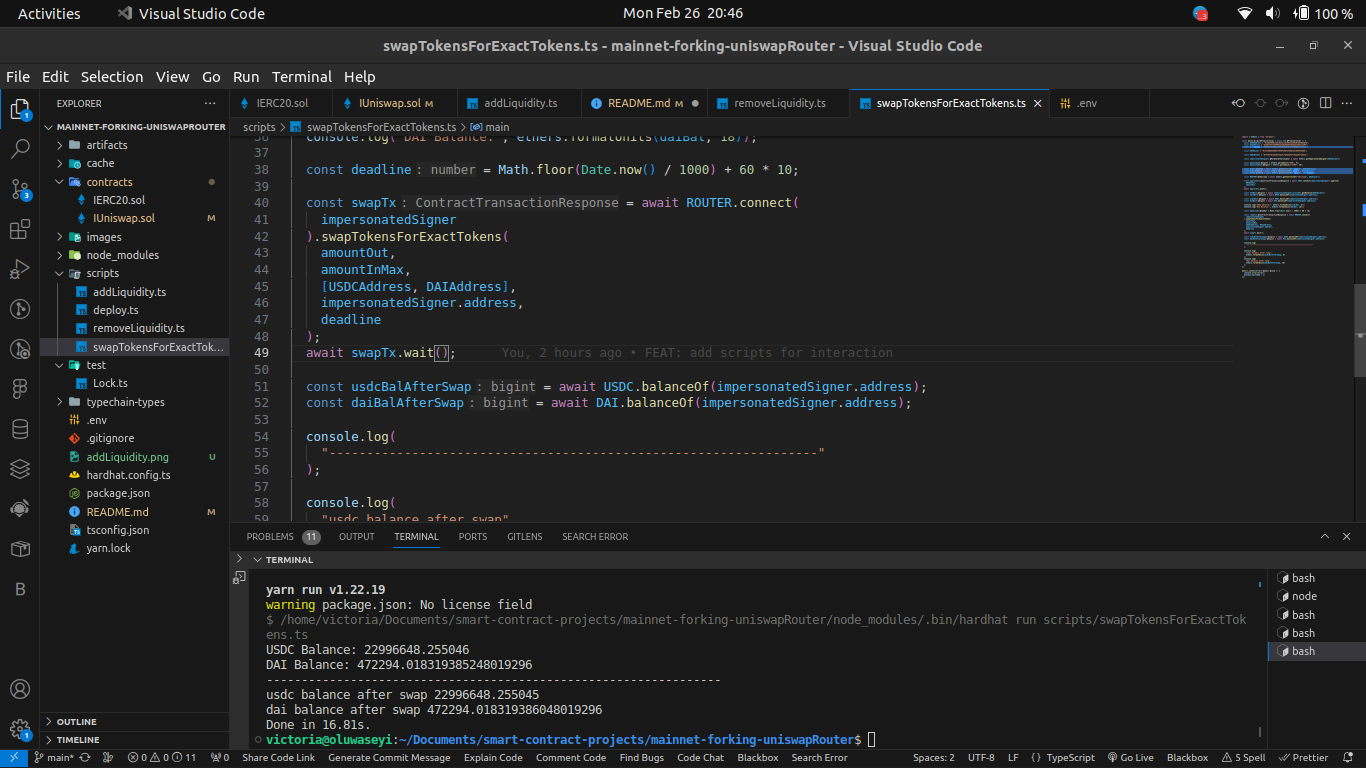 Activities
Visual Studio Code
Mon Feb 26 20:46
100 %
swapTokensForExactTokens.ts - mainnet-forking-uniswapRouter - Visual Studio Code
File Edit Selection View Go Run Terminal Help
EXPLORER
MAINNET-FORKING-UNISWAPROUTER
artifacts
cache
contracts
IERC20.sol
IUniswap.sol M
images
node_modules
scripts
addLiquidity.ts
deploy.ts
removeLiquidity.ts
swapTokensForExactTok...
test
Lock.ts
typechain-types
.env
.gitignore
addLiquidity.png U
hardhat.config.ts
package.json
README.md M
tsconfig.json
yarn.lock
OUTLINE
TIMELINE
1
3
1
IERC20.sol
IUniswap.sol M
addLiquidity.ts
README.md M
removeLiquidity.ts
swapTokensForExactTokens.ts
.env
scripts > swapTokensForExactTokens.ts > main
36 console.log("DAI Balance:", ethers.formatUnits(daiBal, 18));
37
38 const deadline: number = Math.floor(Date.now() / 1000) + 60 * 10;
39
40 const swapTx: ContractTransactionResponse = await ROUTER.connect(
41 impersonatedSigner
42 ).swapTokensForExactTokens(
43 amountOut,
44 amountInMax,
45 [USDCAddress, DAIAddress],
46 impersonatedSigner.address,
47 deadline
48 );
49 await swapTx.wait(); You, 2 hours ago • FEAT: add scripts for interaction
50
51 const usdcBalAfterSwap: bigint = await USDC.balanceOf(impersonatedSigner.address);
52 const daiBalAfterSwap: bigint = await DAI.balanceOf(impersonatedSigner.address);
53
54 console.log(
55 "-----------------------------------------------------------------"
56 );
57
58 console.log(
59 "usdc balance after swap"
PROBLEMS 11 OUTPUT TERMINAL PORTS GITLENS SEARCH ERROR
TERMINAL
yarn run v1.22.19
warning package.json: No license field
$ /home/victoria/Documents/smart-contract-projects/mainnet-forking-uniswapRouter/node_modules/.bin/hardhat run scripts/swapTokensForExactTok
ens.ts
USDC Balance: 22996648.255046
DAI Balance: 472294.018319385248019296
-----------------------------------------------------------------
usdc balance after swap 22996648.255045
dai balance after swap 472294.018319386048019296
Done in 16.81s.
victoria@oluwaseyi:~/Documents/smart-contract-projects/mainnet-forking-uniswapRouter$
bash
node
bash
bash
bash
main* 0 0 11 0 Share Code Link Generate Commit Message Explain Code Comment Code Find Bugs Code Chat Blackbox Search Error Spaces: 2 UTF-8 LF {} TypeScript Go Live Blackbox 5 Spell Prettier